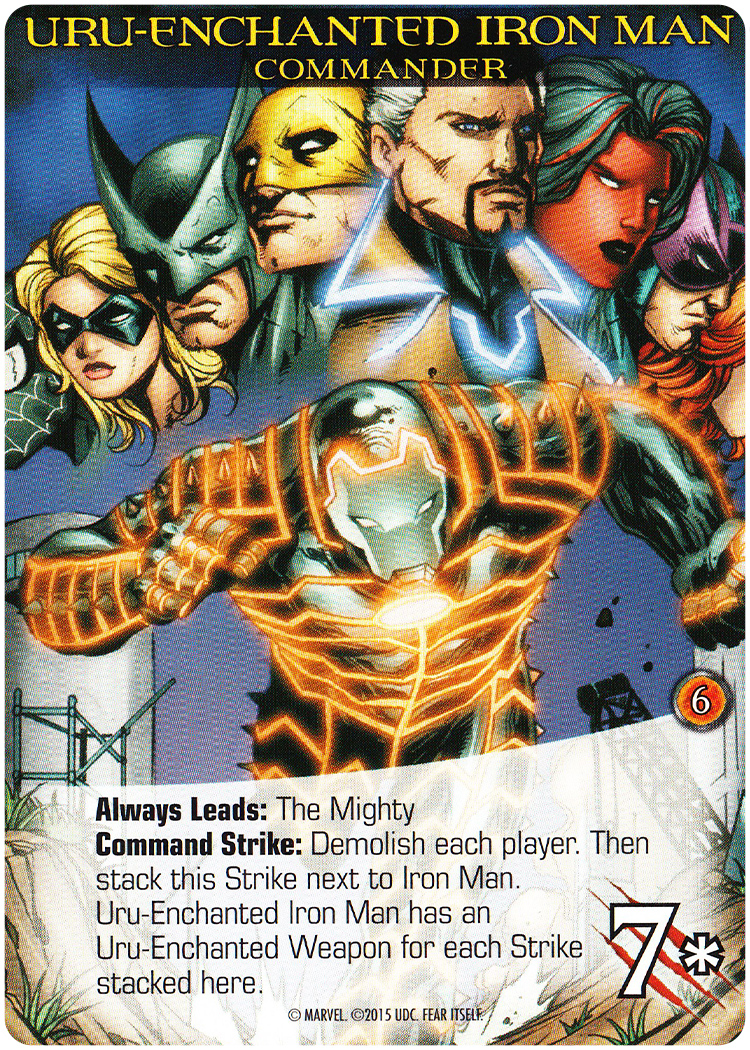 URU-ENCHANTED IRON MAN
COMMANDER
6
Always Leads: The Mighty
Command Strike: Demolish each player. Then
stack this Strike next to Iron Man.
Uru-Enchanted Iron Man has an
Uru-Enchanted Weapon for each Strike
stacked here.
7*
© MARVEL. ©2015 UDC. FEAR ITSELF.